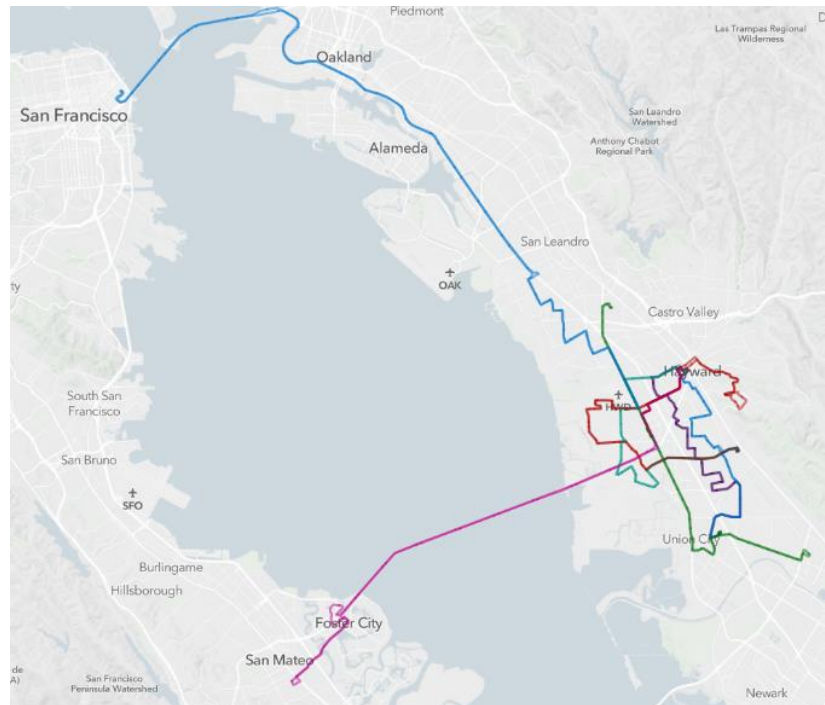 Piedmont
D
Las Trampas Regional
Wilderness
Oakland
San Francisco
San Leandro
Watershed
Anthony Chabot
Regional Park
Alameda
San Leandro
OAK
ty
Castro Valley
South San
Francisco
Hayward
HWD
San Bruno
SFO
Union City
Burlingame
Hillsborough
Foster City
San Mateo
de
A)
San Francisco
Peninsula Watershed
Newark